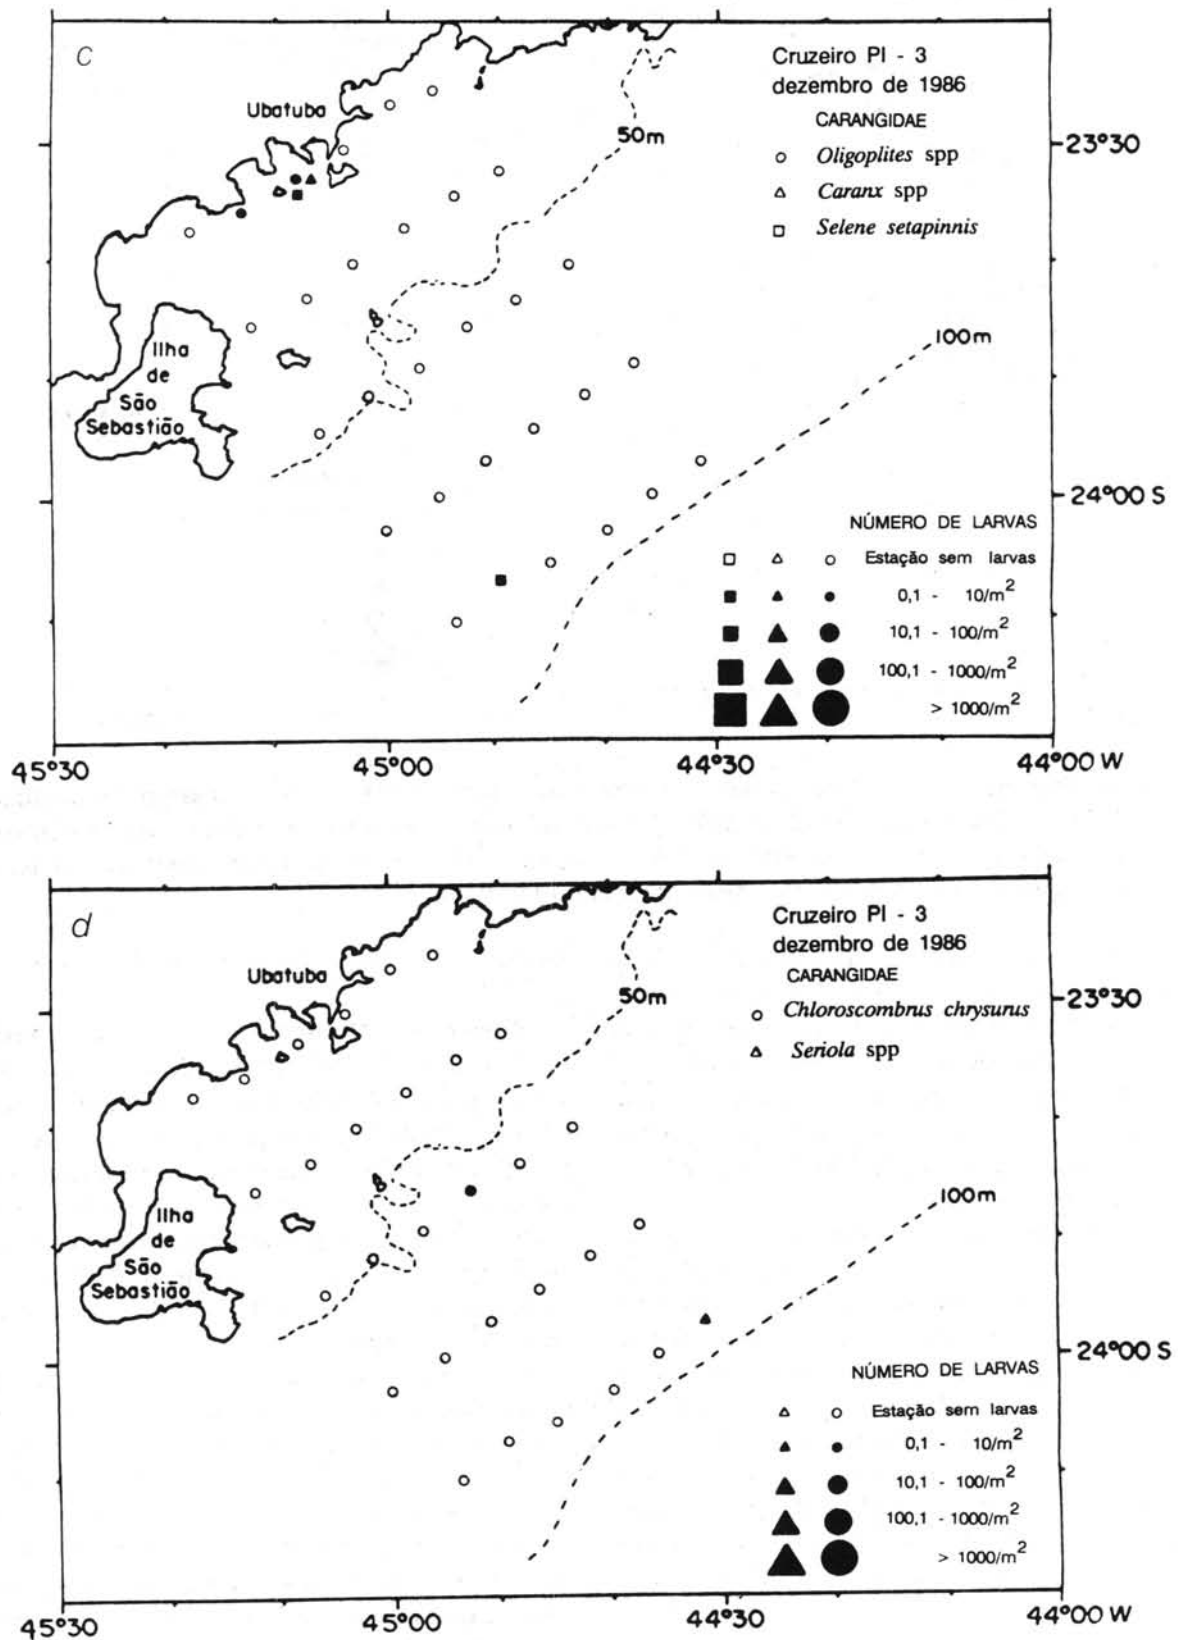 c
Cruzeiro PI - 3
dezembro de 1986
CARANGIDAE
Oligoplites spp
Caranx spp
Selene setapinnis
Ubatuba
50m
23°30
Ilha
de
São
Sebastião
100m
24°00 S
NÚMERO DE LARVAS
Estação sem larvas
0,1 - 10/m²
10,1 - 100/m²
100,1 - 1000/m²
> 1000/m²
45°30
45°00
44°30
44°00 W
d
Cruzeiro PI - 3
dezembro de 1986
CARANGIDAE
Chloroscombrus chrysurus
Seriola spp
Ubatuba
50m
23°30
Ilha
de
São
Sebastião
100m
24°00 S
NÚMERO DE LARVAS
Estação sem larvas
0,1 - 10/m²
10,1 - 100/m²
100,1 - 1000/m²
> 1000/m²
45°30
45°00
44°30
44°00 W